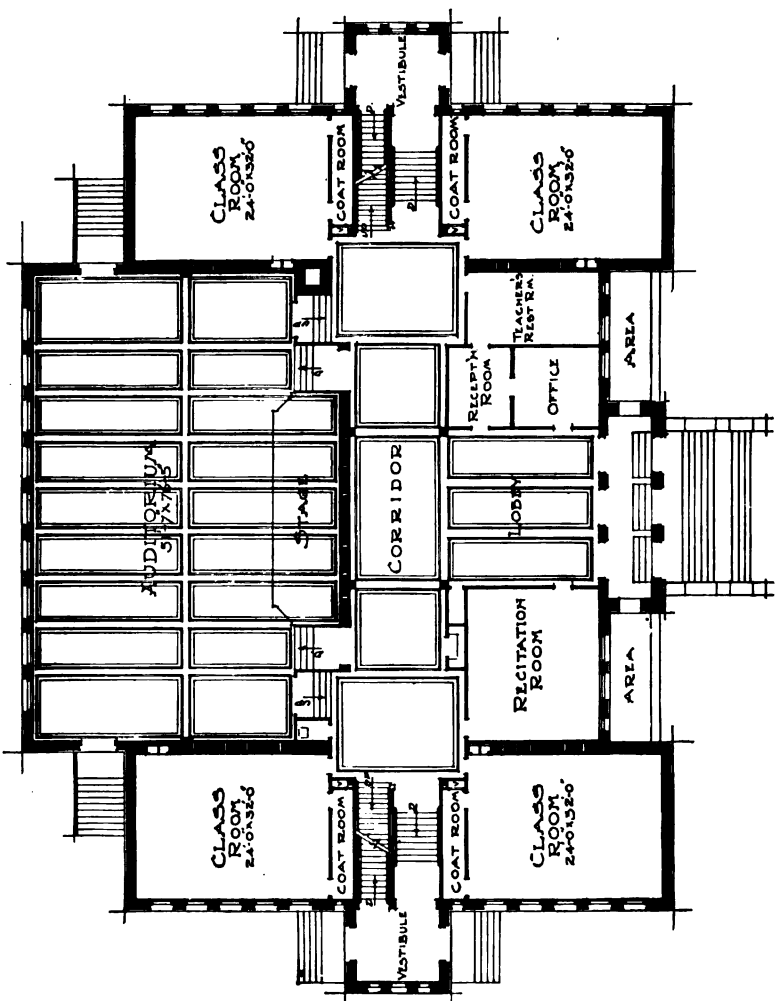 VESTIBULE
CLASS
ROOM
24'-0"X32'-0"
COAT ROOM
COAT ROOM
CLASS
ROOM,
24'-0"X32'-0"
D.
UP
D.
TEACHER'S
REST RM.
AREA
RECEPT'N
ROOM
OFFICE
AUDITORIUM
STAGE
CORRIDOR
LOBBY
RECITATION
ROOM
AREA
CLASS
ROOM
24'-0"X32'-0"
COAT ROOM
UP
D.
D.
COAT ROOM
CLASS
ROOM
24'-0"X32'-0"
VESTIBULE